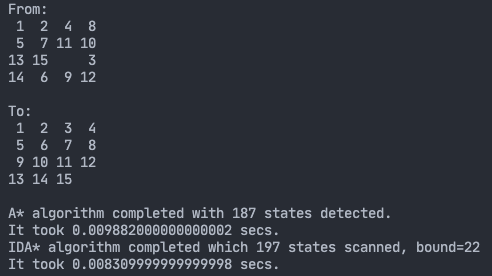 From:
 1  2  4  8
 5  7 11 10
13 15     3
14  6  9 12

To:
 1  2  3  4
 5  6  7  8
 9 10 11 12
13 14 15

A* algorithm completed with 187 states detected.
It took 0.009882000000000002 secs.
IDA* algorithm completed which 197 states scanned, bound=22
It took 0.008309999999999998 secs.